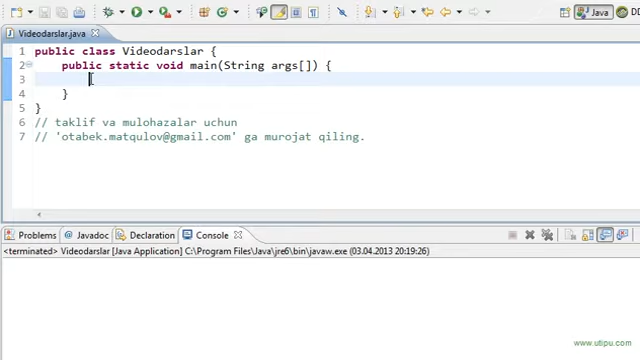 Java
Java E
Videodarslar.java
1 public class Videodarslar {
2 public static void main(String args[]) {
3
4 }
5 }
6 // taklif va mulohazalar uchun
7 // 'otabek.matqulov@gmail.com' ga murojat qiling.
Problems Javadoc Declaration Console
<terminated> Videodarslar [Java Application] C:\Program Files\Java\jre6\bin\javaw.exe (03.04.2013 20:19:26)
www.utipu.com